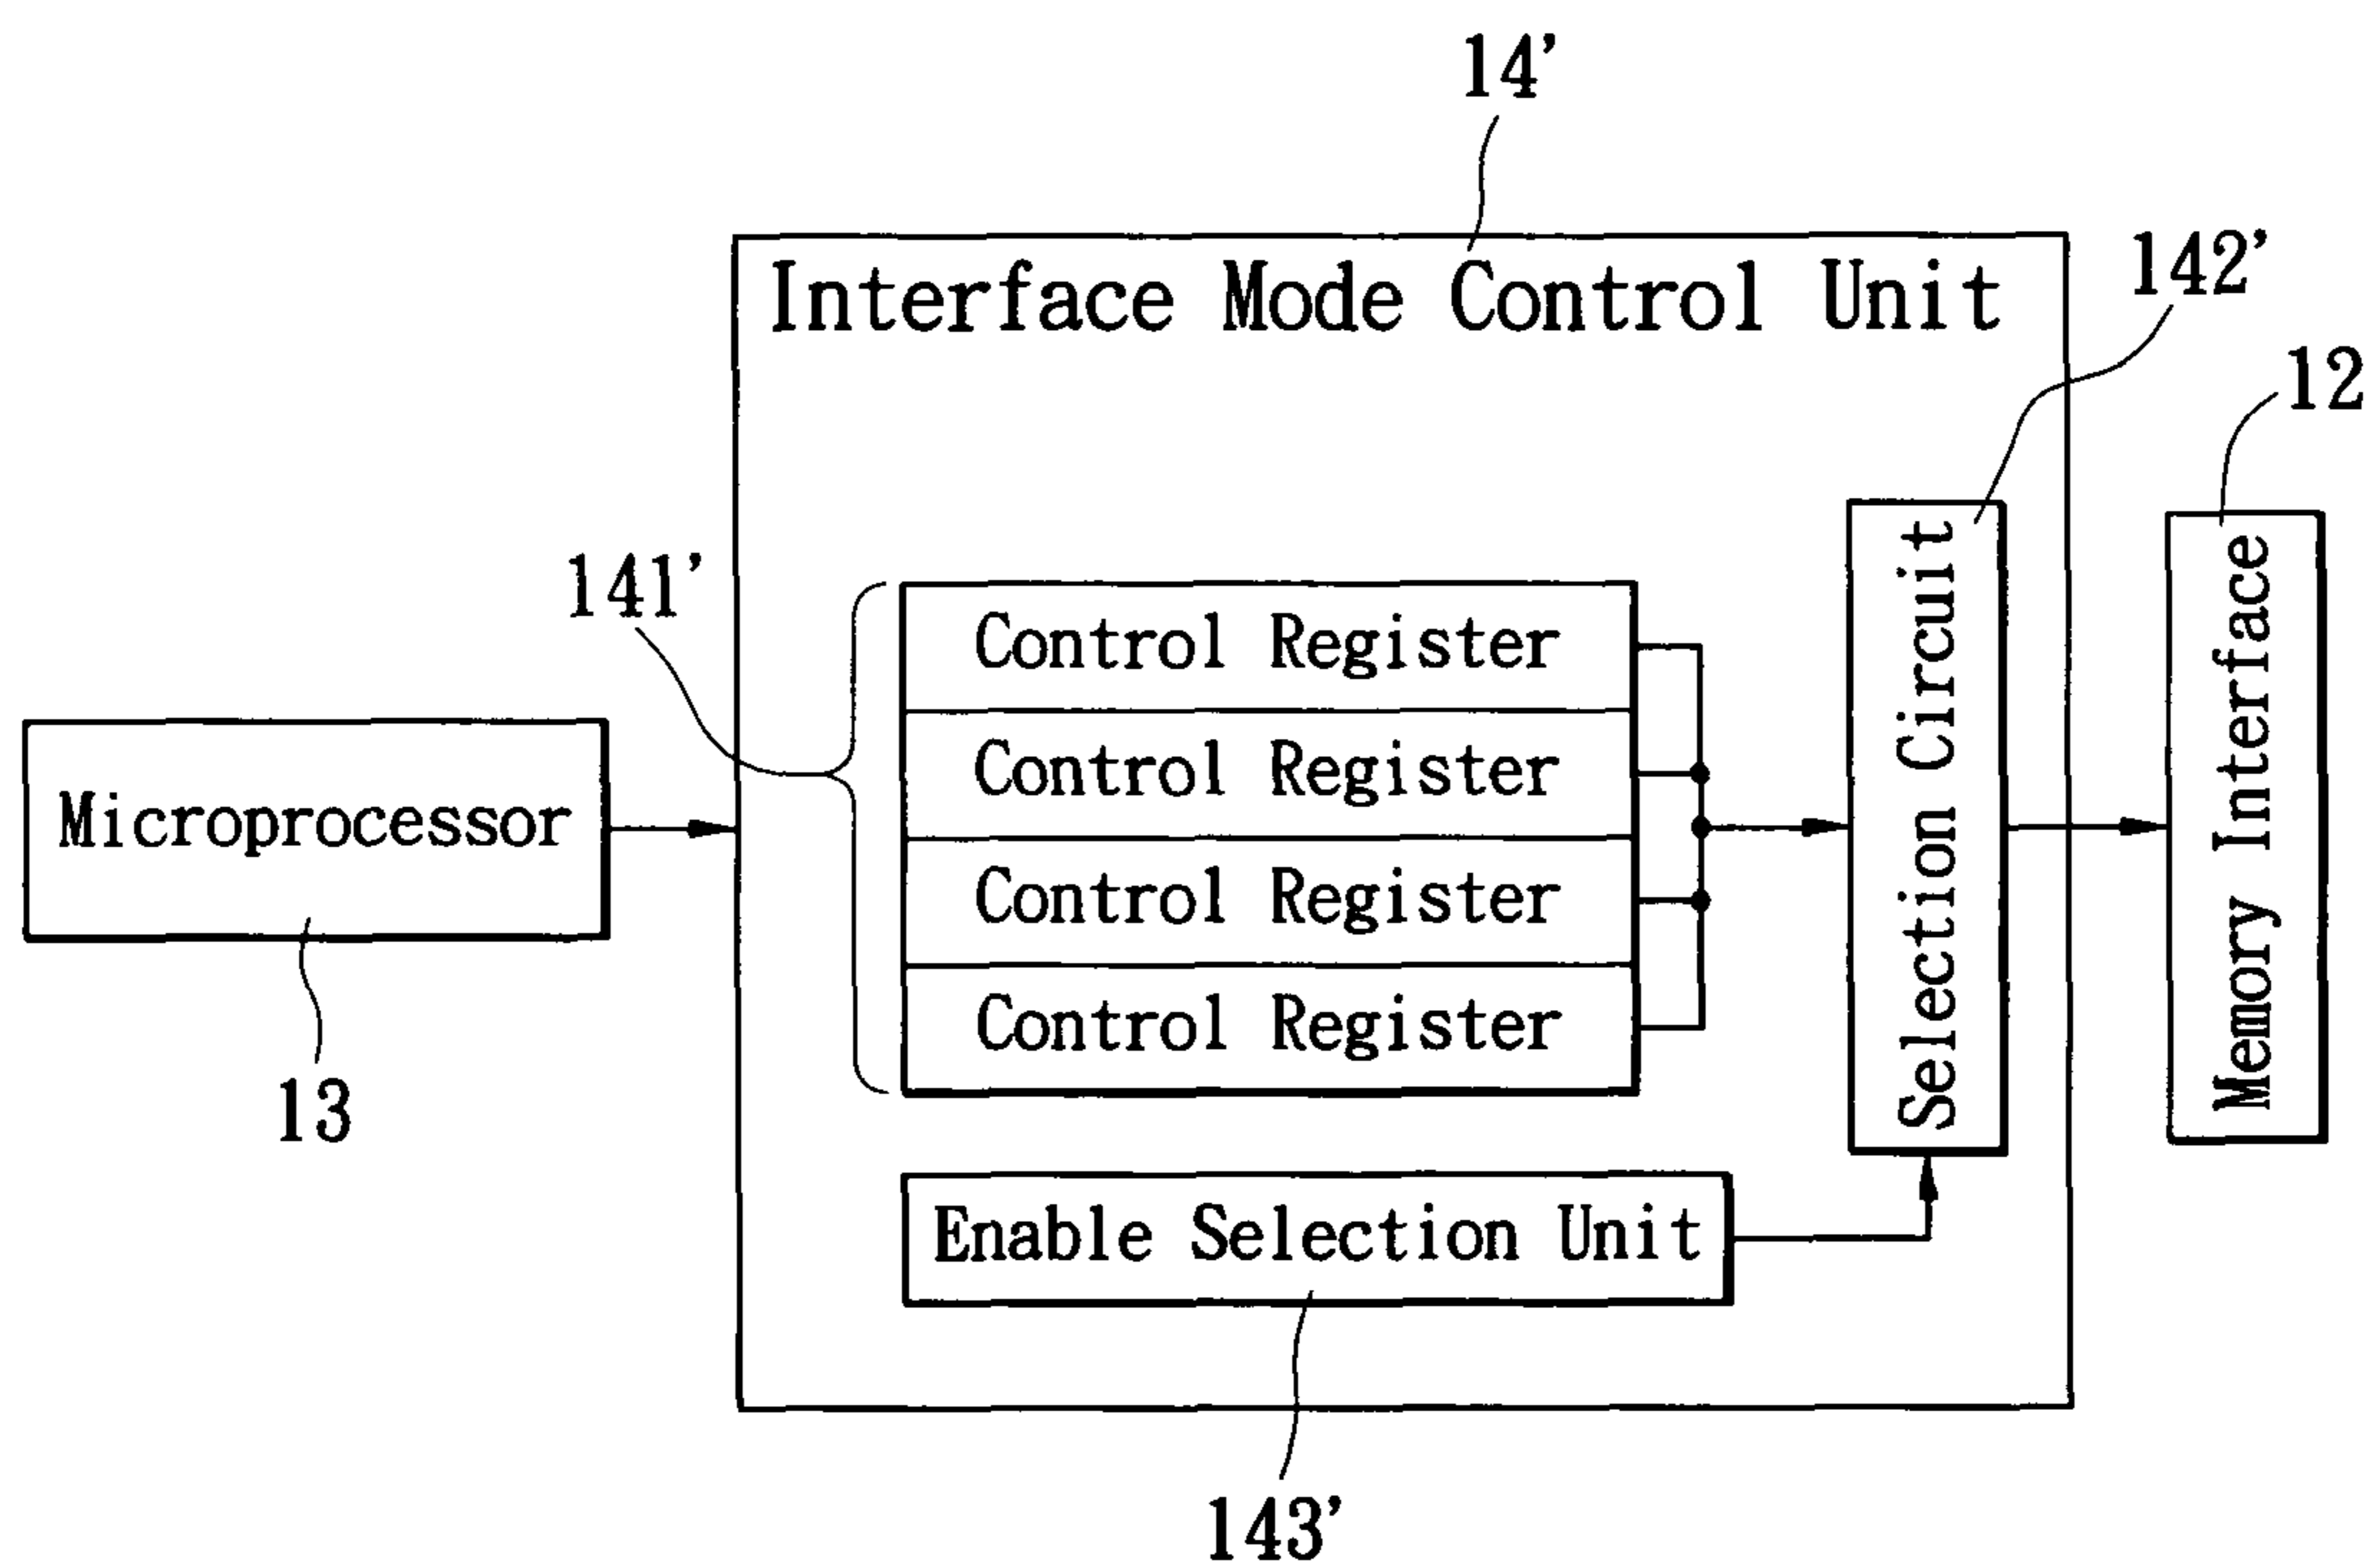 14'
Interface Mode Control Unit
142'
12
141'
Control Register
Control Register
Control Register
Control Register
Microprocessor
13
Selection Circuit
Memory Interface
Enable Selection Unit
143'